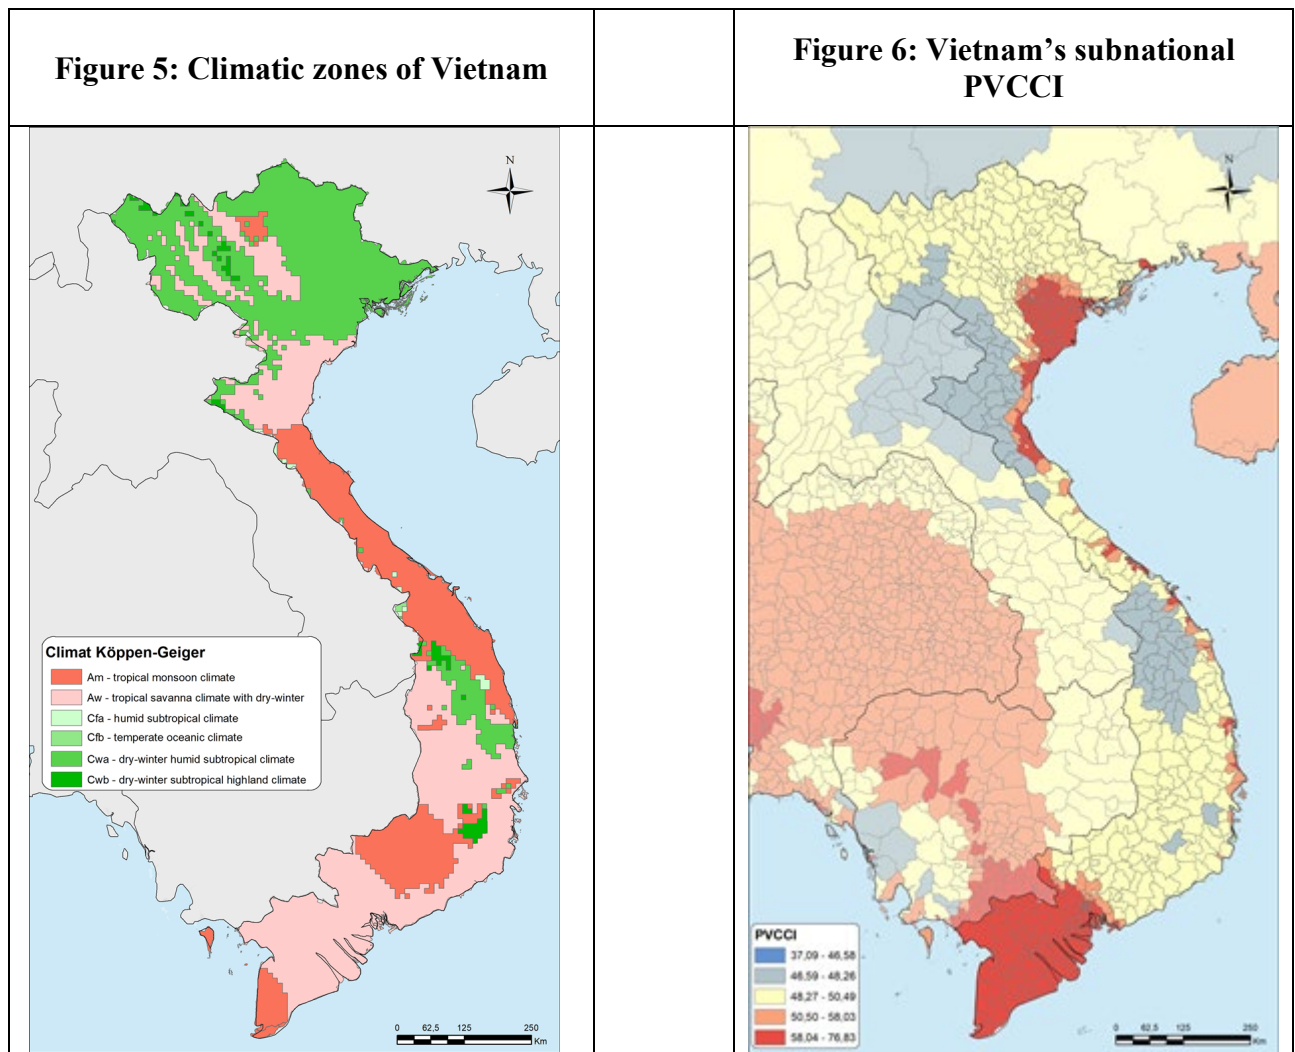 Figure 5: Climatic zones of Vietnam
Figure 6: Vietnam’s subnational
PVCCI
N
Climat Köppen-Geiger
Am - tropical monsoon climate
Aw - tropical savanna climate with dry-winter
Cfa - humid subtropical climate
Cfb - temperate oceanic climate
Cwa - dry-winter humid subtropical climate
Cwb - dry-winter subtropical highland climate
0 62,5 125 250
Km
N
PVCCI
37,09 - 46,58
46,59 - 48,26
48,27 - 50,49
50,50 - 58,03
58,04 - 76,83
0 62,5 125 250
Km